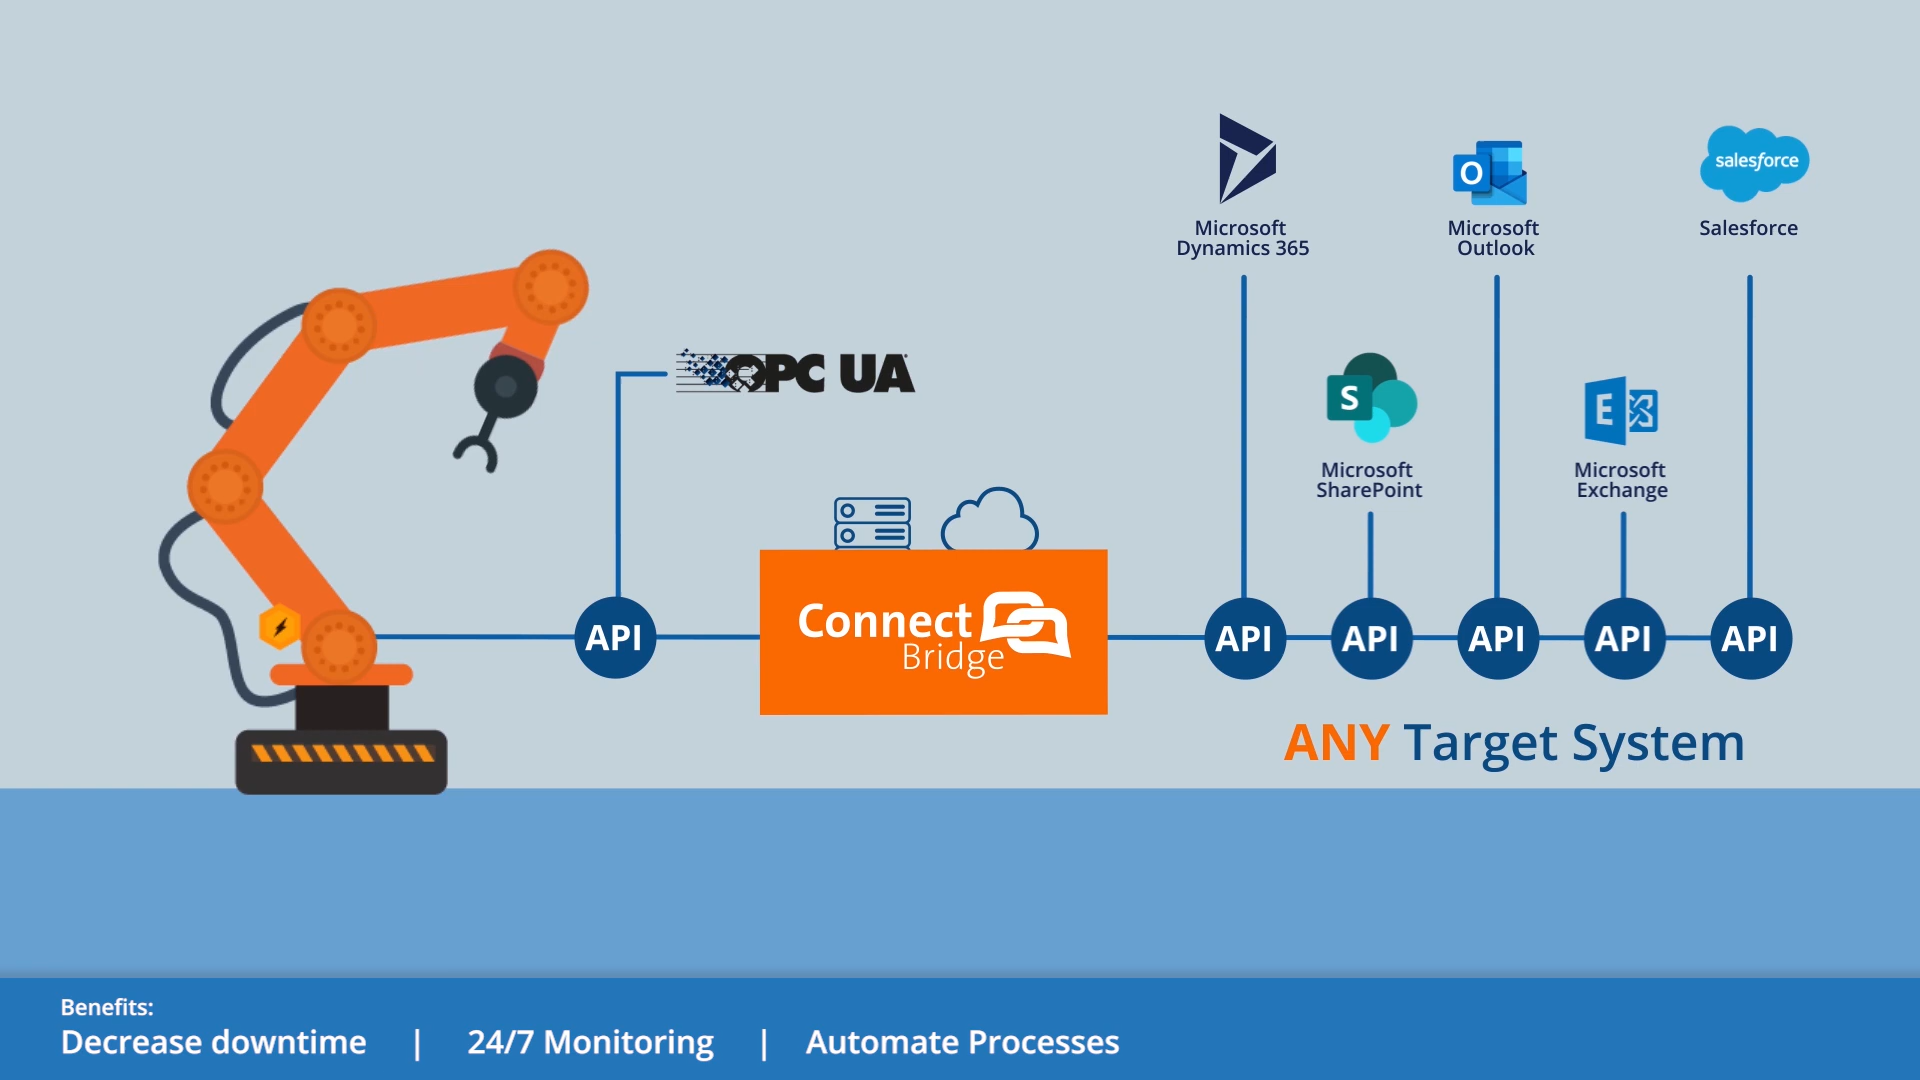 Microsoft
Dynamics 365
O
Microsoft
Outlook
salesforce
Salesforce
OPC UA
S
Microsoft
SharePoint
E
Microsoft
Exchange
API
Connect
Bridge
API
API
API
API
API
ANY Target System
Benefits:
Decrease downtime | 24/7 Monitoring | Automate Processes